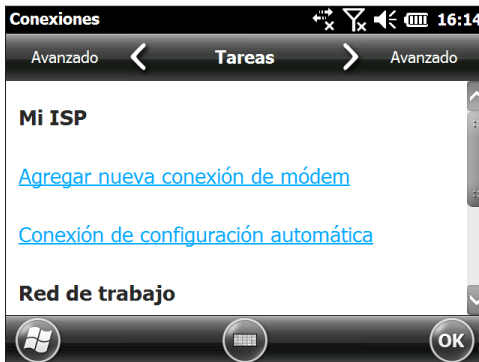 Conexiones 16:14
Avanzado Tareas Avanzado
Mi ISP
Agregar nueva conexión de módem
Conexión de configuración automática
Red de trabajo
OK